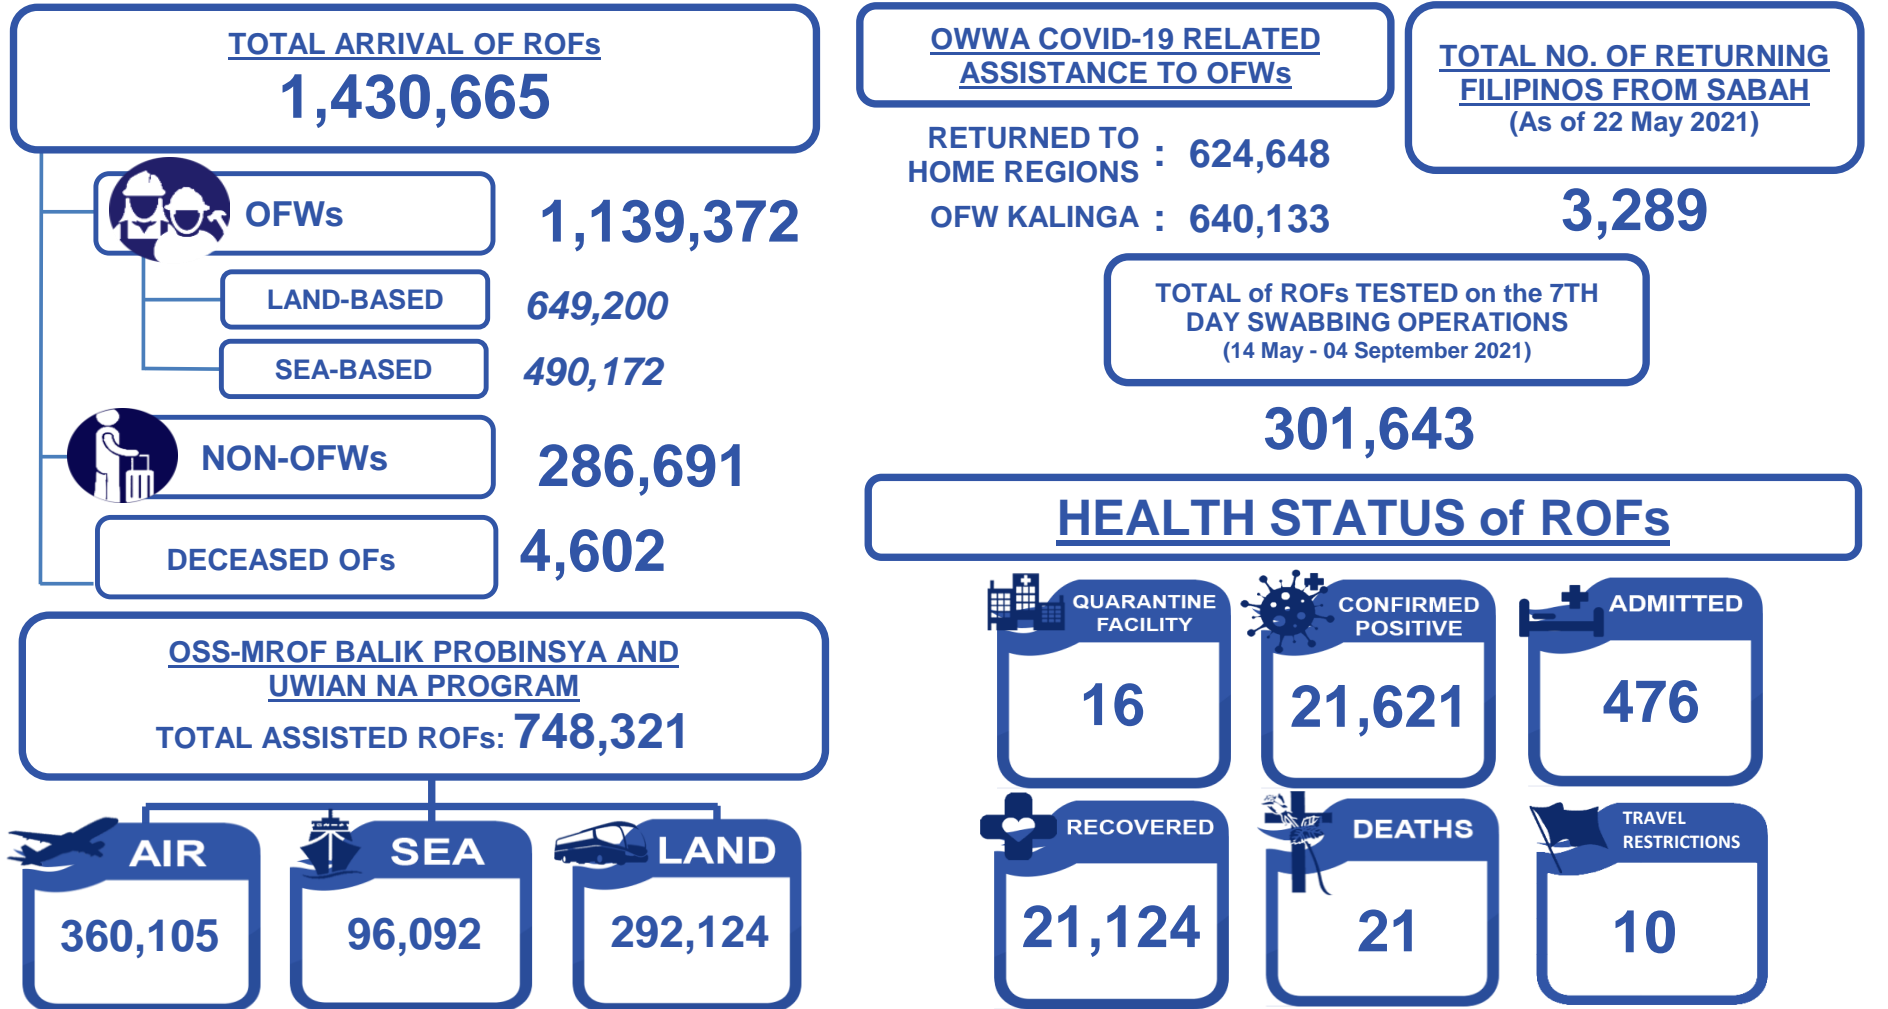 TOTAL ARRIVAL OF ROFs
1,430,665
OFWs
1,139,372
LAND-BASED
649,200
SEA-BASED
490,172
NON-OFWs
286,691
DECEASED OFs
4,602
OSS-MROF BALIK PROBINSYA AND
UWIAN NA PROGRAM
TOTAL ASSISTED ROFs: 748,321
AIR
360,105
SEA
96,092
LAND
292,124
OWWA COVID-19 RELATED
ASSISTANCE TO OFWs
RETURNED TO
HOME REGIONS : 624,648
OFW KALINGA : 640,133
TOTAL NO. OF RETURNING
FILIPINOS FROM SABAH
(As of 22 May 2021)
3,289
TOTAL of ROFs TESTED on the 7TH
DAY SWABBING OPERATIONS
(14 May - 04 September 2021)
301,643
HEALTH STATUS of ROFs
QUARANTINE
FACILITY
16
CONFIRMED
POSITIVE
21,621
ADMITTED
476
RECOVERED
21,124
DEATHS
21
TRAVEL
RESTRICTIONS
10